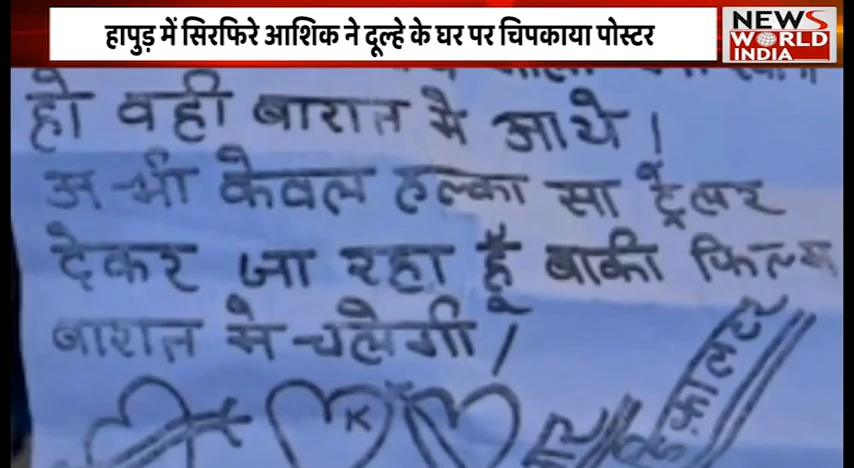 हापुड़ में सिरफिरे आशिक ने दूल्हे के घर पर चिपकाया पोस्टर
NEWS
WORLD
INDIA
हो वही बारात मे आये।
अभी केवल हल्का सा ट्रेलर
देकर जा रहा हूँ बाकी फिल्म
बारात मे चलेगी।
K